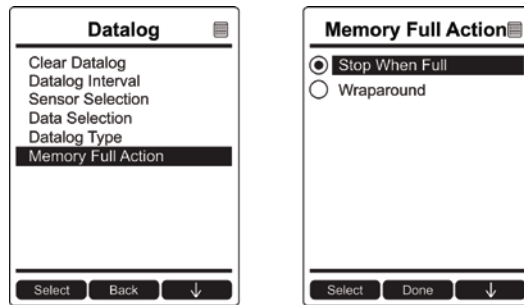 Datalog
Clear Datalog
Datalog Interval
Sensor Selection
Data Selection
Datalog Type
Memory Full Action
Select
Back
↓
Memory Full Action
Stop When Full
Wraparound
Select
Done
↓